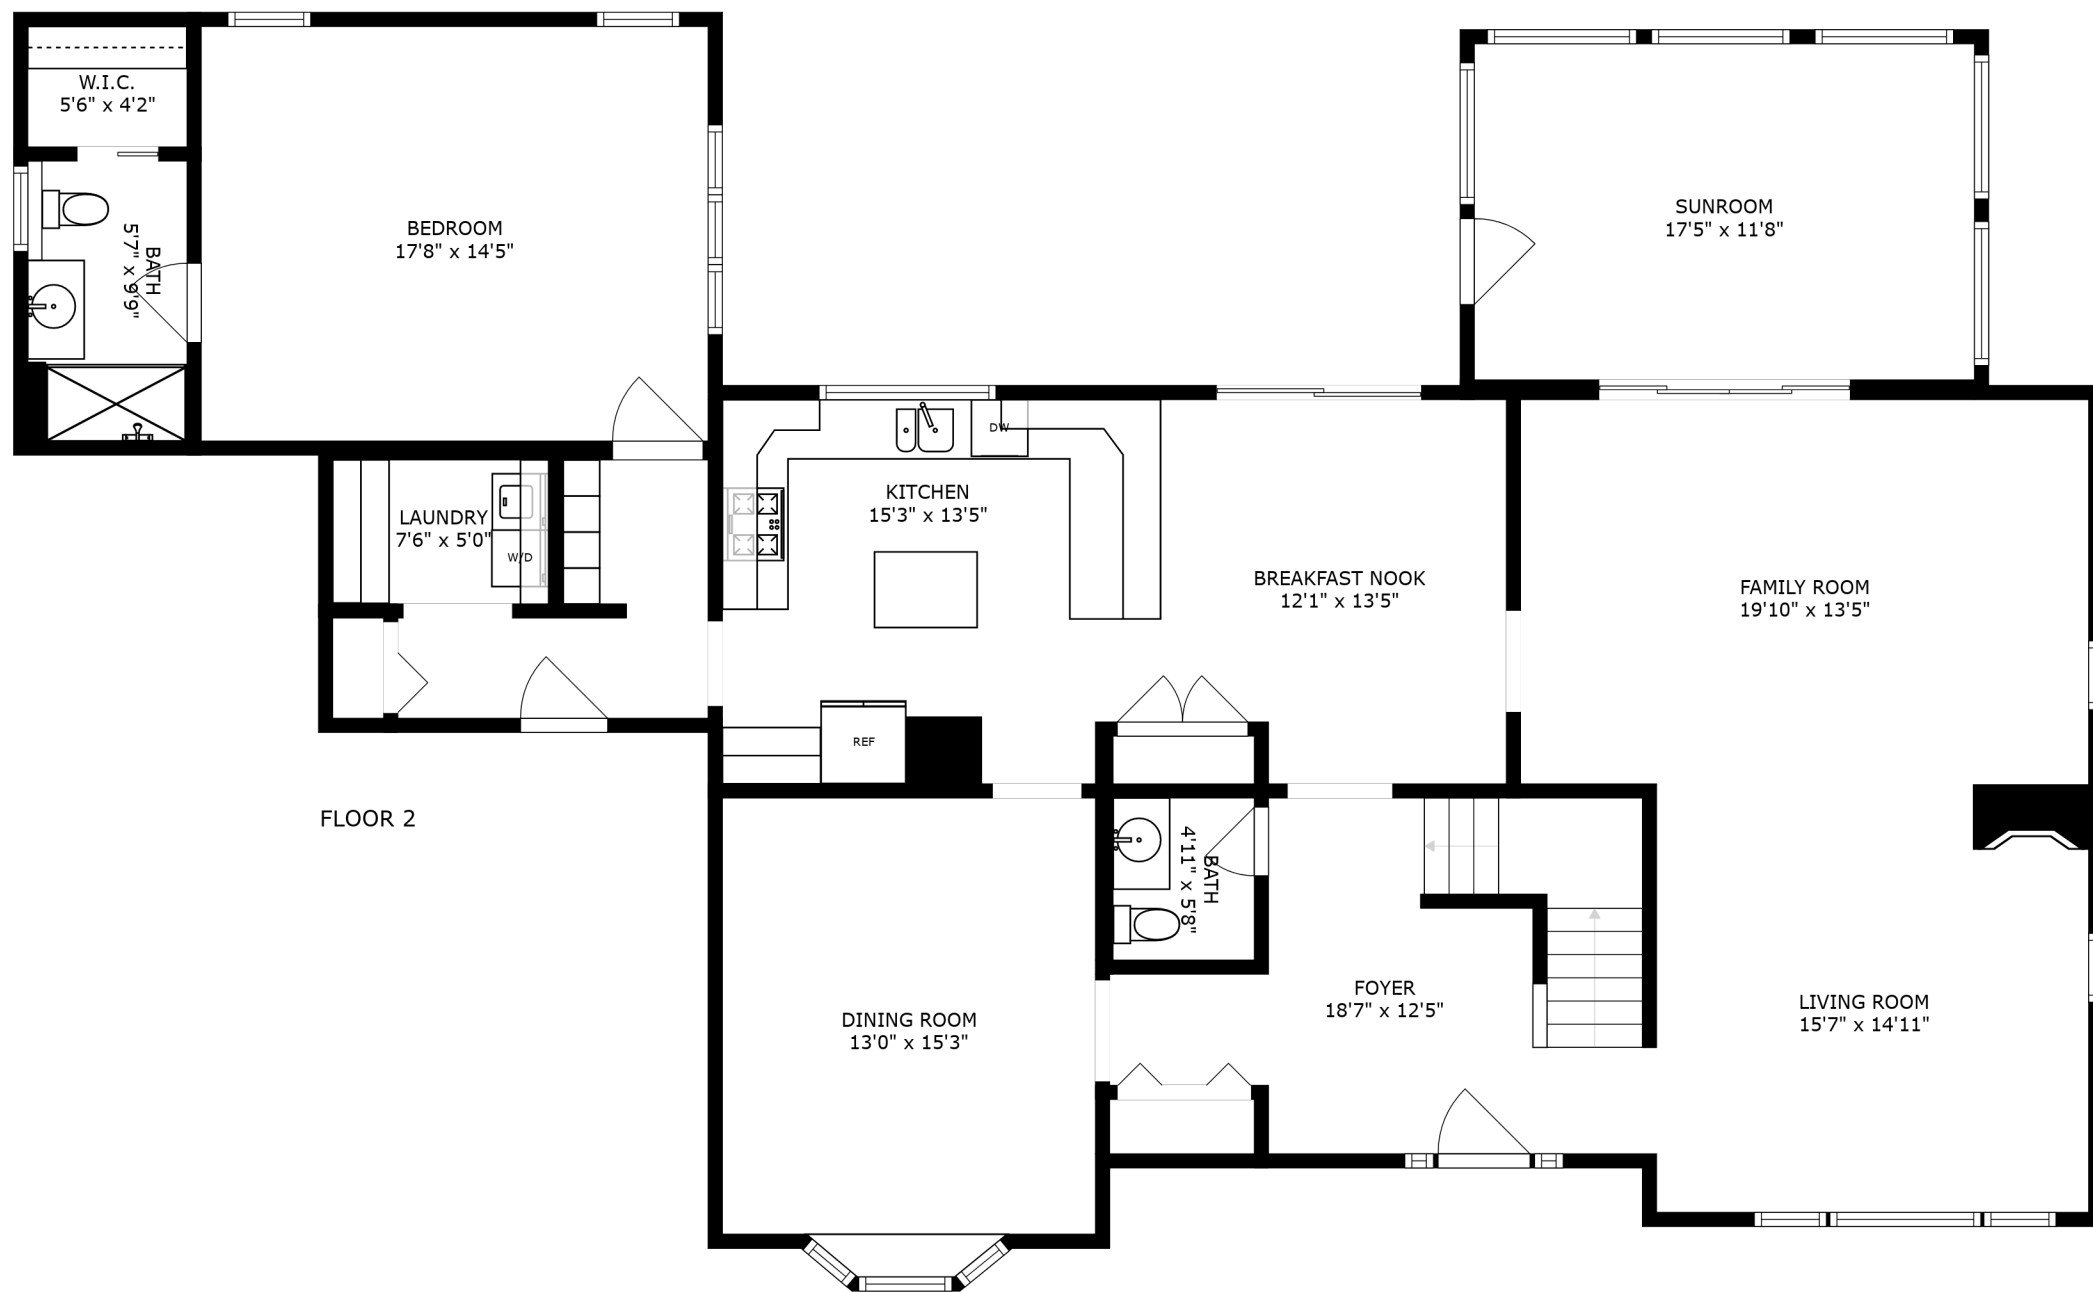 W.I.C.
5'6" x 4'2"
BATH
5'7" x 9'9"
BEDROOM
17'8" x 14'5"
SUNROOM
17'5" x 11'8"
LAUNDRY
7'6" x 5'0"
W/D
DW
KITCHEN
15'3" x 13'5"
REF
BREAKFAST NOOK
12'1" x 13'5"
FAMILY ROOM
19'10" x 13'5"
FLOOR 2
BATH
4'11" x 5'8"
DINING ROOM
13'0" x 15'3"
FOYER
18'7" x 12'5"
LIVING ROOM
15'7" x 14'11"